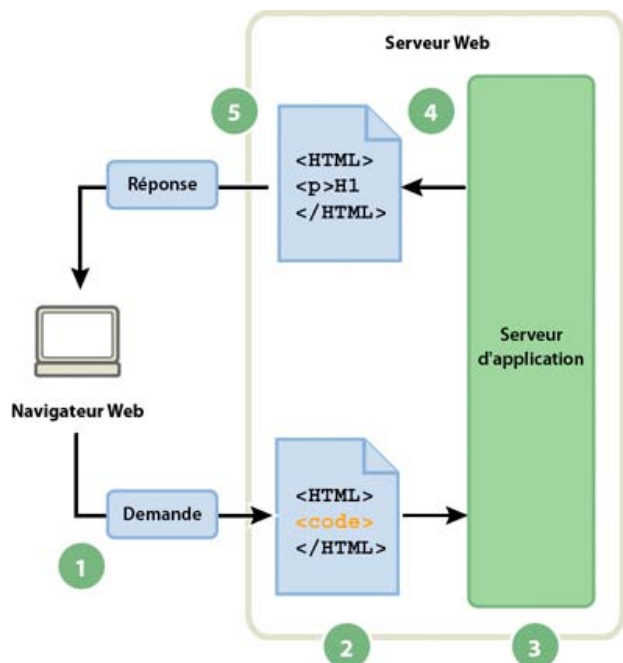 Serveur Web
5
4
<HTML>
<p>H1
</HTML>
Réponse
Serveur
d'application
Navigateur Web
Demande
<HTML>
<code>
</HTML>
1
2
3